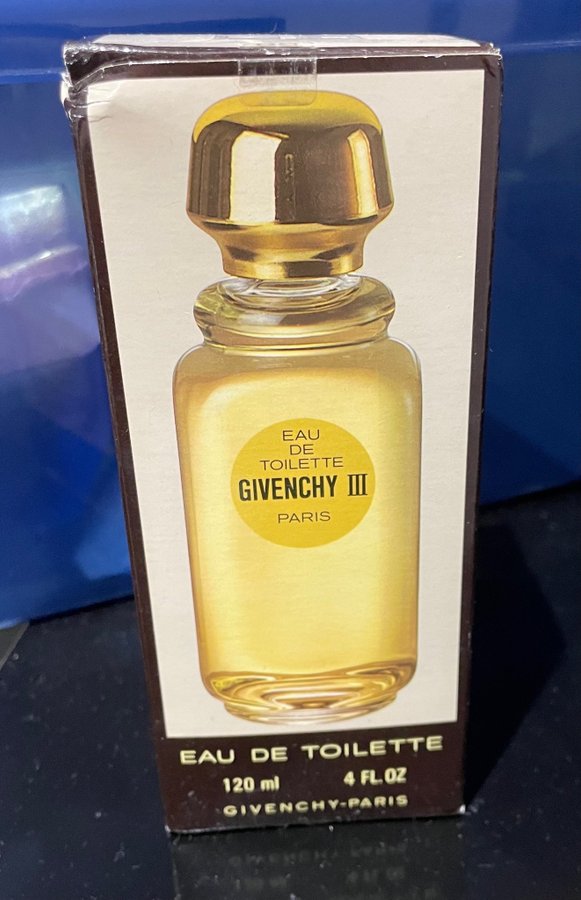 EAU
DE
TOILETTE
GIVENCHY III
PARIS
EAU DE TOILETTE
120 ml 4 FL.OZ
GIVENCHY-PARIS